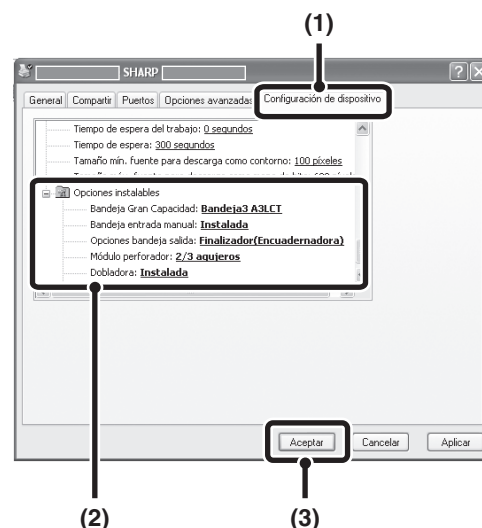 (1)
SHARP
General Compartir Puertos Opciones avanzadas Configuración de dispositivo
Tiempo de espera del trabajo: 0 segundos
Tiempo de espera: 300 segundos
Tamaño mín. fuente para descarga como contorno: 100 píxeles
Opciones instalables
Bandeja Gran Capacidad: Bandeja3 A3LCT
Bandeja entrada manual: Instalada
Opciones bandeja salida: Finalizador(Encuadernadora)
Módulo perforador: 2/3 agujeros
Dobladora: Instalada
Aceptar Cancelar Aplicar
(2) (3)